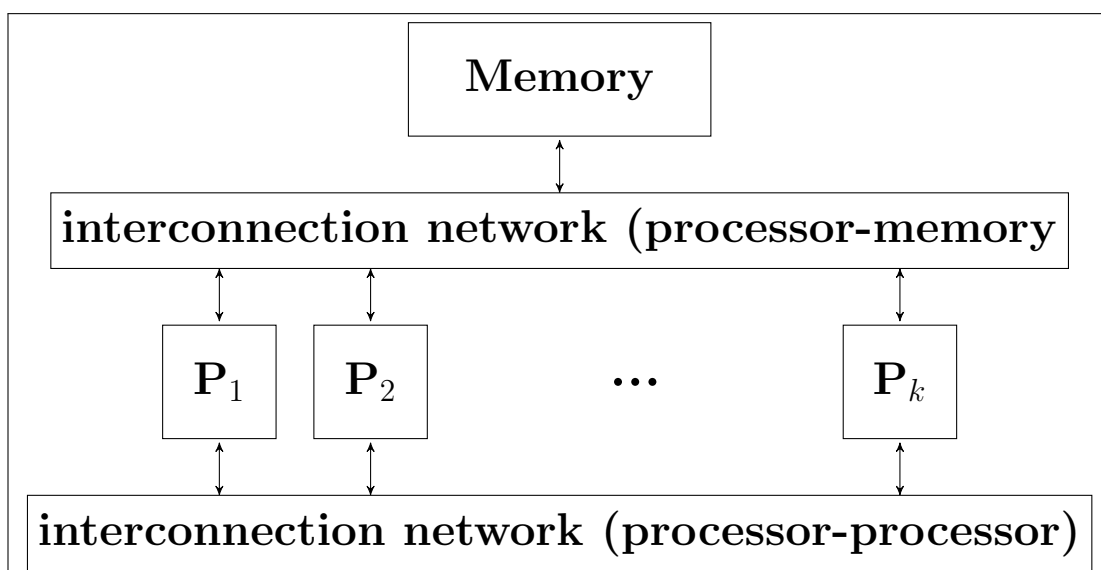 Memory
interconnection network (processor-memory
P₁ P₂ ... Pₖ
interconnection network (processor-processor)